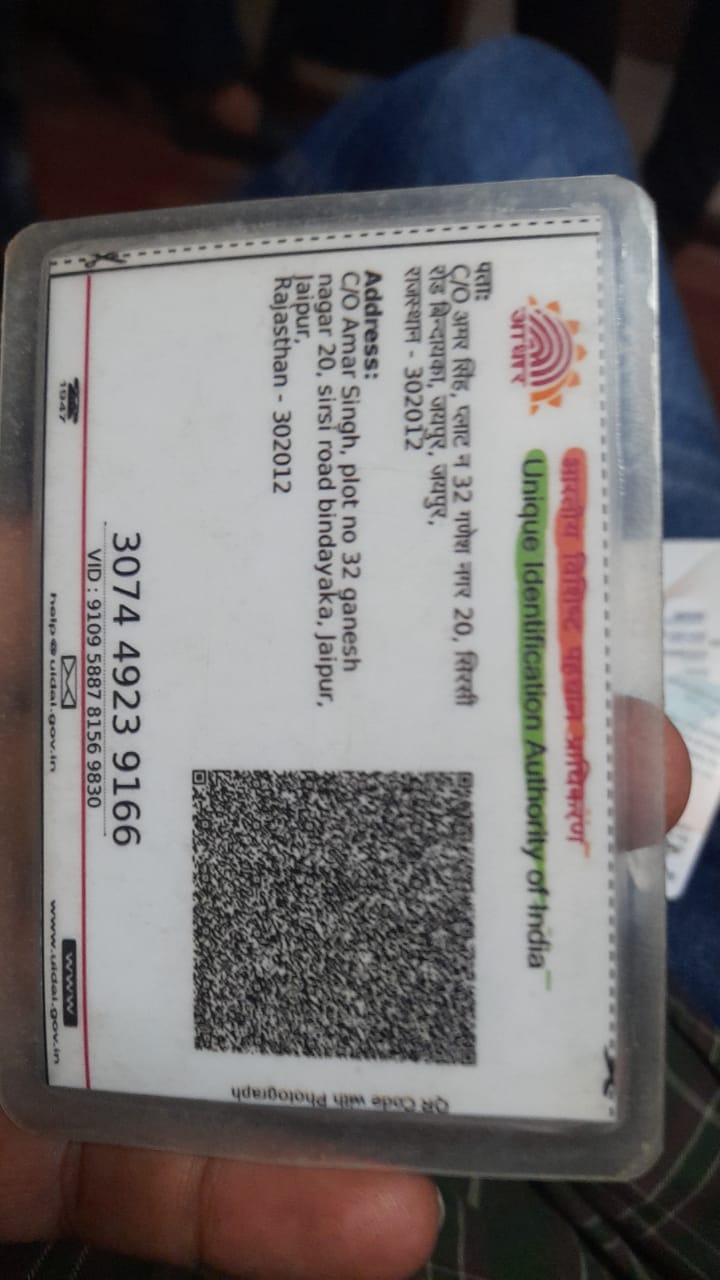 भारतीय विशिष्ट पहचान प्राधिकरण
Unique Identification Authority of India
आधार
पता:
C/O अमर सिंह, प्लाट न 32 गणेश नगर 20, सिरसी
रोड बिन्दायका, जयपुर, जयपुर,
राजस्थान - 302012
Address:
C/O Amar Singh, plot no 32 ganesh
nagar 20, sirsi road bindayaka, Jaipur,
Jaipur,
Rajasthan - 302012
QR Code with Photograph
3074 4923 9166
VID : 9109 5887 8156 9830
1947
help@uidai.gov.in
www
www.uidai.gov.in